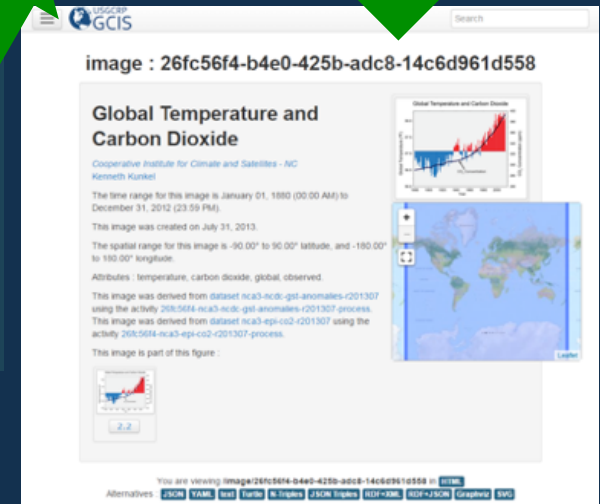 USGCRP
GCIS
Search
image : 26fc56f4-b4e0-425b-adc8-14c6d961d558
Global Temperature and
Carbon Dioxide
Cooperative Institute for Climate and Satellites - NC
Kenneth Kunkel
The time range for this image is January 01, 1880 (00:00 AM) to
December 31, 2012 (23:59 PM).
This image was created on July 31, 2013.
The spatial range for this image is -90.00° to 90.00° latitude, and -180.00°
to 180.00° longitude.
Attributes : temperature, carbon dioxide, global, observed.
This image was derived from dataset nca3-ncdc-gst-anomalies-r201307
using the activity 26fc56f4-nca3-ncdc-gst-anomalies-r201307-process.
This image was derived from dataset nca3-epi-co2-r201307 using the
activity 26fc56f4-nca3-epi-co2-r201307-process.
This image is part of this figure :
2.2
Global Temperature and Carbon Dioxide
+
−
Leaflet
You are viewing /image/26fc56f4-b4e0-425b-adc8-14c6d961d558 in HTML
Alternatives : JSON YAML text Turtle N-Triples JSON Triples RDF+XML RDF+JSON Graphviz SVG